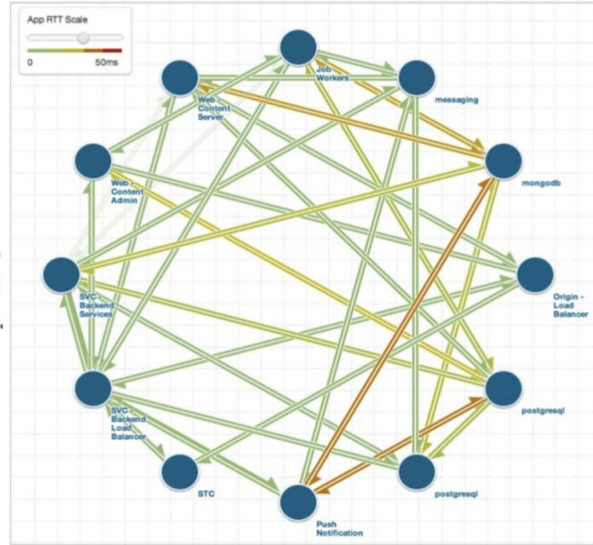 App RTT Scale
0 50ms
Job
Workers
Web -
Content
Server
messaging
Web -
Content
Admin
mongodb
SVC -
Backend
Services
Origin -
Load
Balancer
SVC -
Backend
Load
Balancer
postgresql
STC
postgresql
Push
Notification